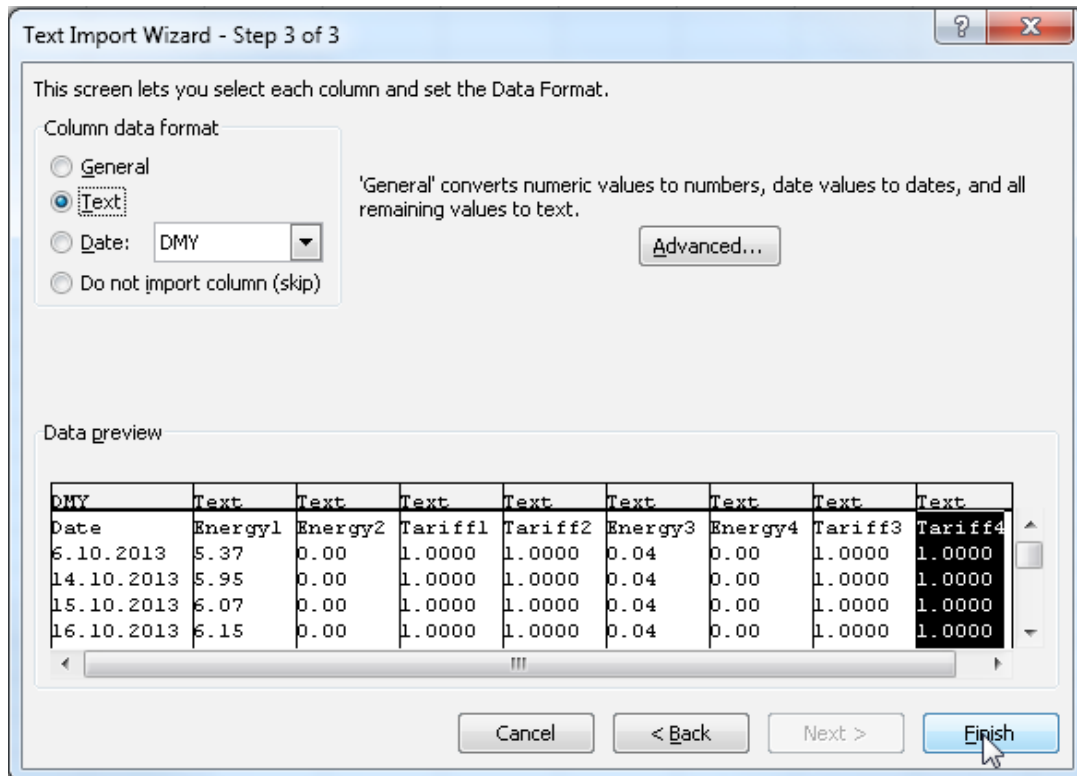 Text Import Wizard - Step 3 of 3
?
This screen lets you select each column and set the Data Format.
Column data format
General
Text
Date: DMY
Do not import column (skip)
'General' converts numeric values to numbers, date values to dates, and all
remaining values to text.
Advanced...
Data preview
DMY Text Text Text Text Text Text Text Text
Date Energy1 Energy2 Tariff1 Tariff2 Energy3 Energy4 Tariff3 Tariff4
6.10.2013 5.37 0.00 1.0000 1.0000 0.04 0.00 1.0000 1.0000
14.10.2013 5.95 0.00 1.0000 1.0000 0.04 0.00 1.0000 1.0000
15.10.2013 6.07 0.00 1.0000 1.0000 0.04 0.00 1.0000 1.0000
16.10.2013 6.15 0.00 1.0000 1.0000 0.04 0.00 1.0000 1.0000
Cancel < Back Next > Finish